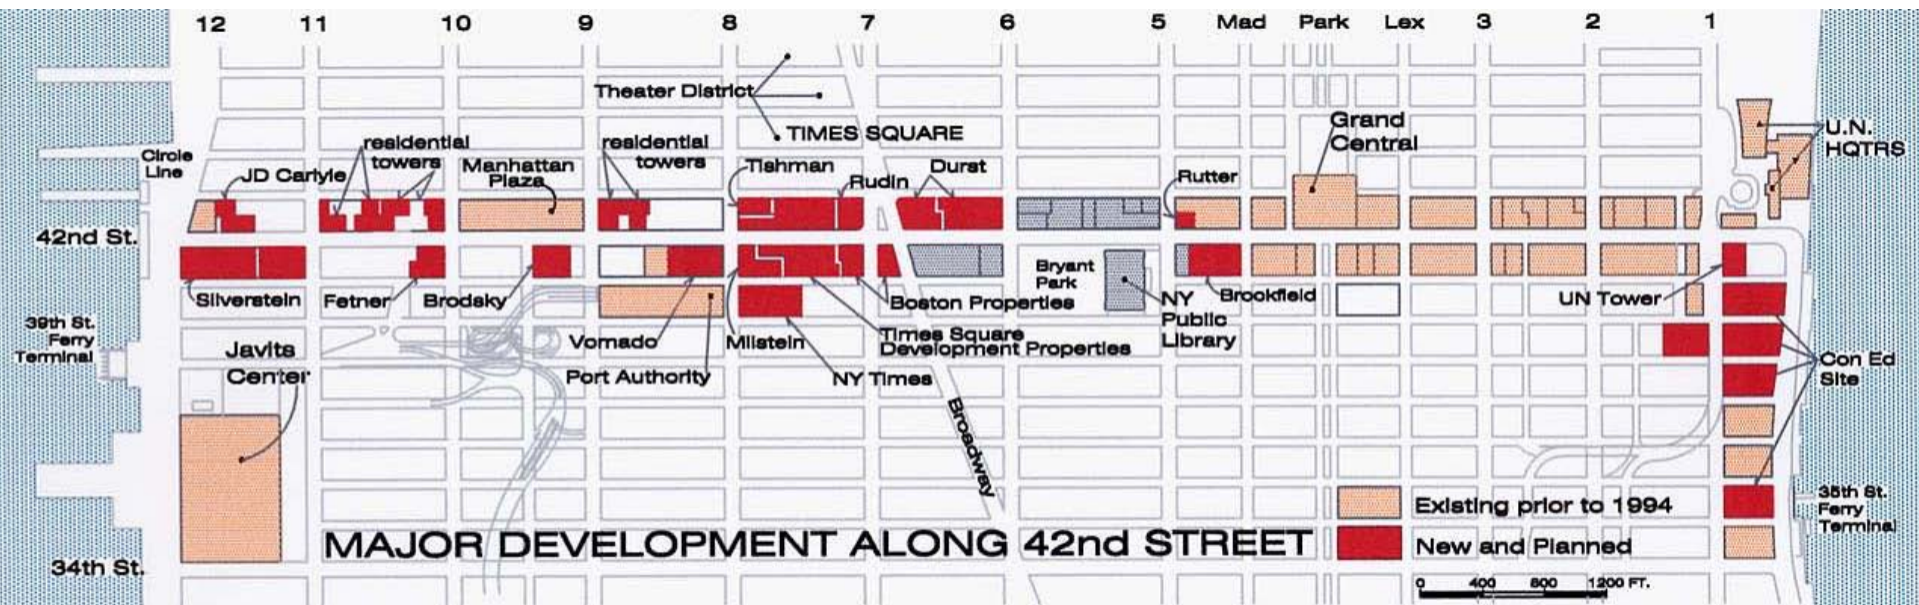 12 11 10 9 8 7 6 5 Mad Park Lex 3 2 1
Theater District
TIMES SQUARE
Grand
Central
U.N.
HQTRS
Circle
Line
JD Carlyle
residential
towers
Manhattan
Plaza
residential
towers
Tishman
Rudin
Durst
Rutter
42nd St.
Silverstein
Fetner
Brodsky
Vornado
Port Authority
Milstein
NY Times
Boston Properties
Times Square
Development Properties
Bryant
Park
NY
Public
Library
Brookfield
UN Tower
Con Ed
Site
39th St.
Ferry
Terminal
Javits
Center
Broadway
35th St.
Ferry
Terminal
34th St.
MAJOR DEVELOPMENT ALONG 42nd STREET
Existing prior to 1994
New and Planned
0 400 800 1200 FT.